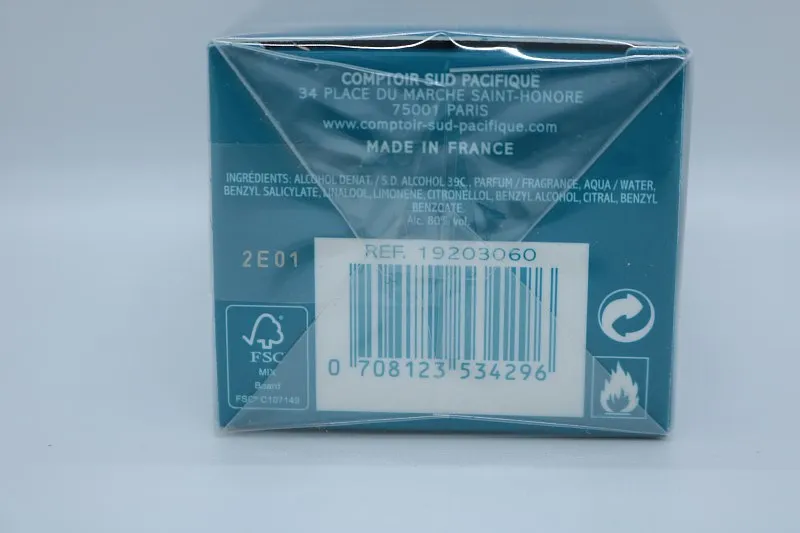 COMPTOIR SUD PACIFIQUE
34 PLACE DU MARCHE SAINT-HONORE
75001 PARIS
www.comptoir-sud-pacifique.com
MADE IN FRANCE
INGRÉDIENTS: ALCOHOL DENAT. / S.D. ALCOHOL 39C., PARFUM / FRAGRANCE, AQUA / WATER,
BENZYL SALICYLATE, LINALOOL, LIMONENE, CITRONELLOL, BENZYL ALCOHOL, CITRAL, BENZYL
BENZOATE.
Alc. 80% vol.
2E01
REF. 19203060
0 708123 534296
FSC
MIX
Board
FSC® C107149